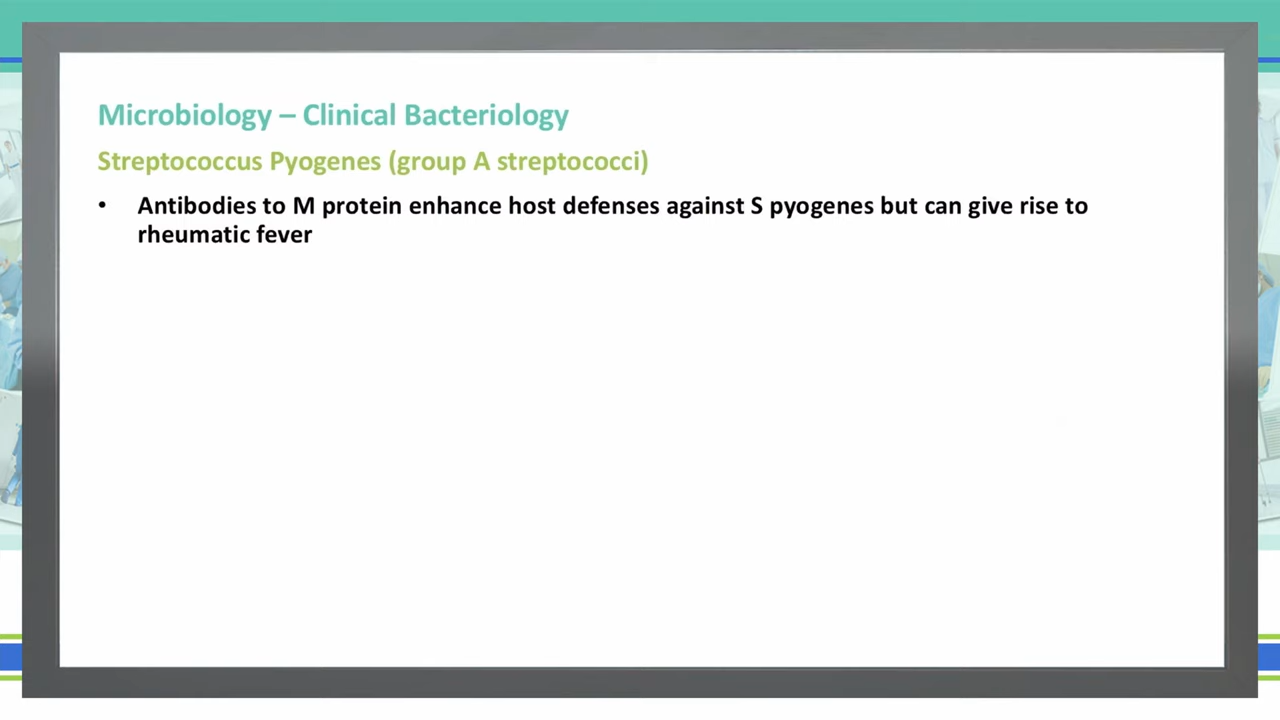 Microbiology – Clinical Bacteriology
Streptococcus Pyogenes (group A streptococci)
• Antibodies to M protein enhance host defenses against S pyogenes but can give rise to
rheumatic fever